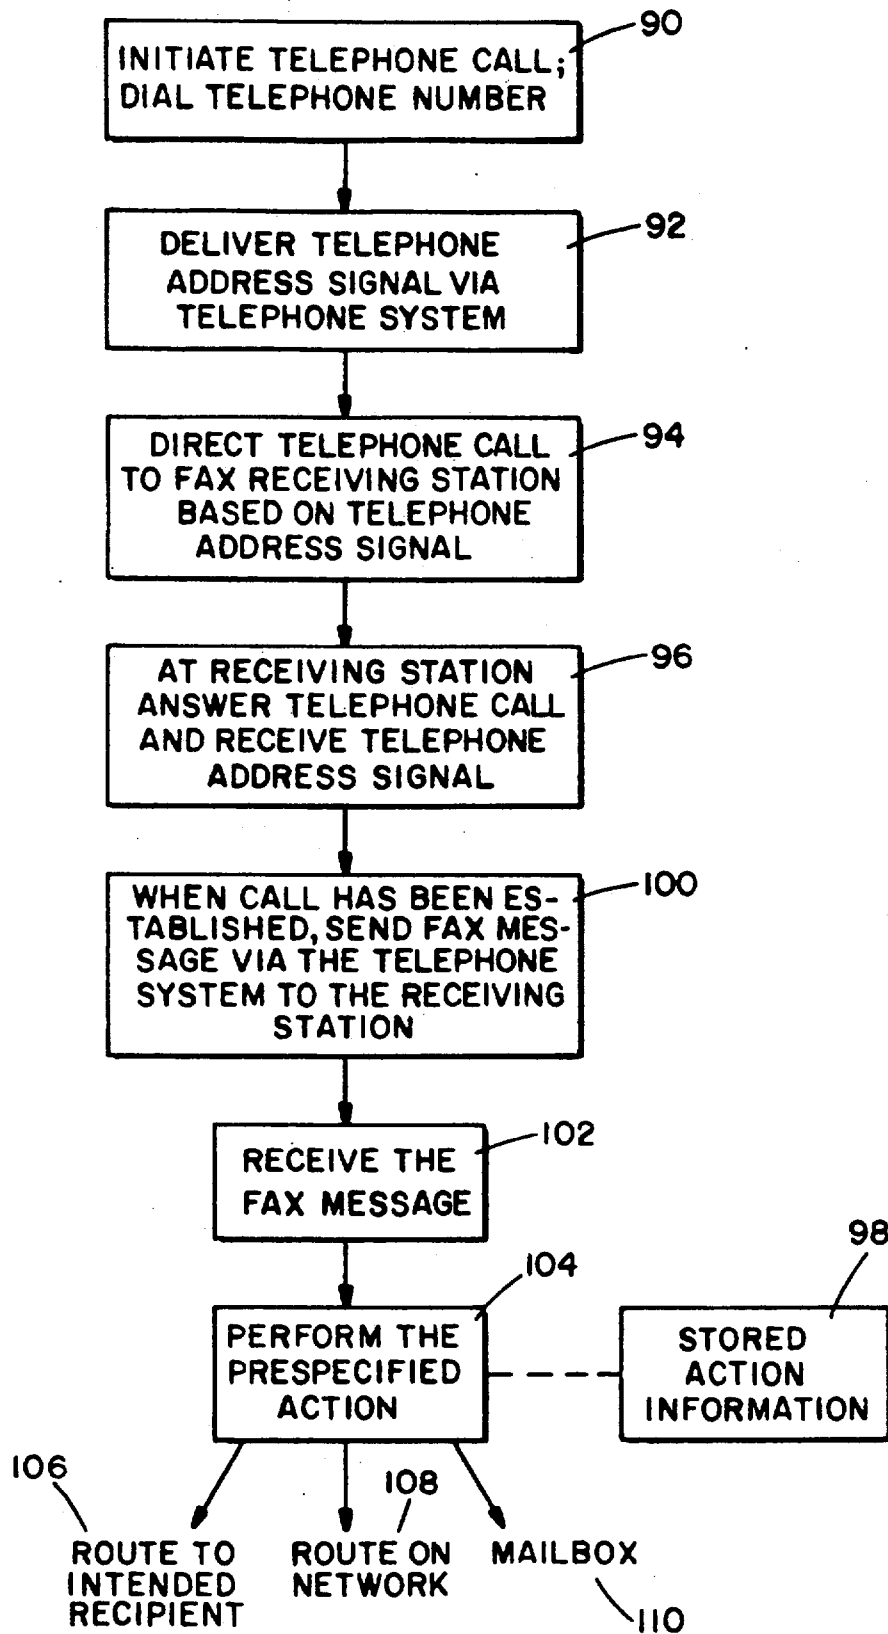 90
INITIATE TELEPHONE CALL;
DIAL TELEPHONE NUMBER
92
DELIVER TELEPHONE
ADDRESS SIGNAL VIA
TELEPHONE SYSTEM
94
DIRECT TELEPHONE CALL
TO FAX RECEIVING STATION
BASED ON TELEPHONE
ADDRESS SIGNAL
96
AT RECEIVING STATION
ANSWER TELEPHONE CALL
AND RECEIVE TELEPHONE
ADDRESS SIGNAL
100
WHEN CALL HAS BEEN ES-
TABLISHED, SEND FAX MES-
SAGE VIA THE TELEPHONE
SYSTEM TO THE RECEIVING
STATION
102
RECEIVE THE
FAX MESSAGE
104
PERFORM THE
PRESPECIFIED
ACTION
98
STORED
ACTION
INFORMATION
106
ROUTE TO
INTENDED
RECIPIENT
108
ROUTE ON
NETWORK
MAILBOX
110